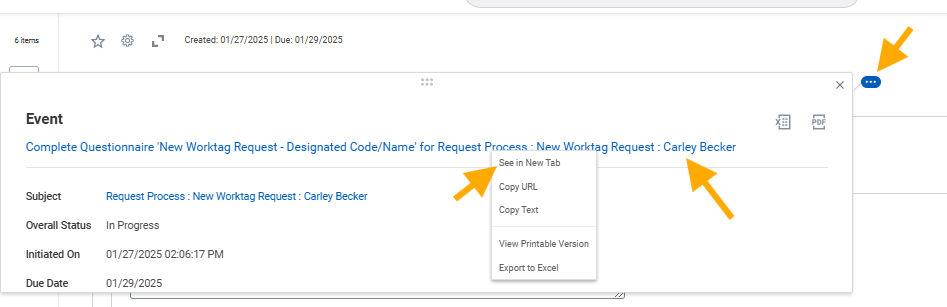 6 items
Created: 01/27/2025 | Due: 01/29/2025
Event
PDF
Complete Questionnaire 'New Worktag Request - Designated Code/Name' for Request Process : New Worktag Request : Carley Becker
See in New Tab
Copy URL
Copy Text
View Printable Version
Export to Excel
Subject
Request Process : New Worktag Request : Carley Becker
Overall Status
In Progress
Initiated On
01/27/2025 02:06:17 PM
Due Date
01/29/2025